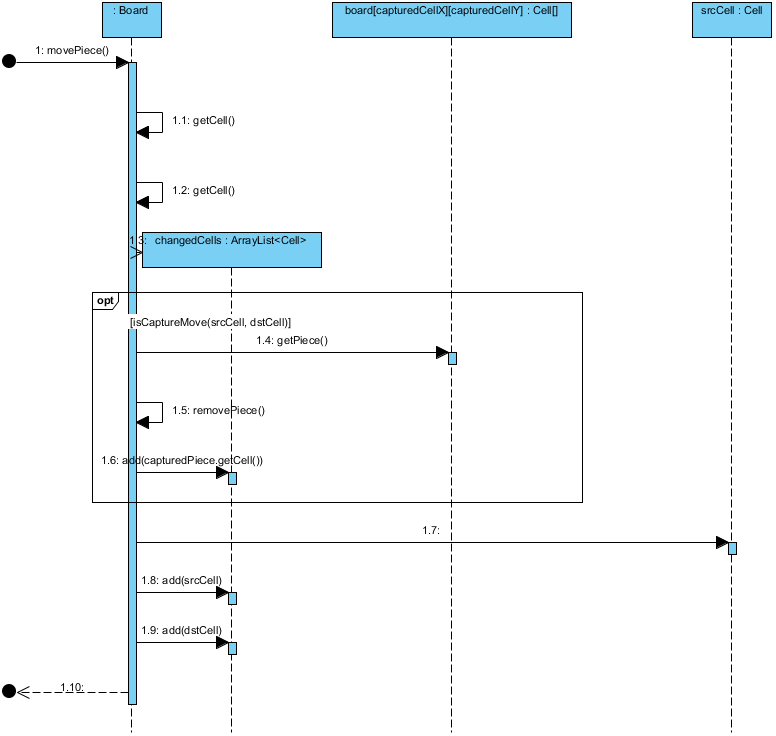 : Board
board[capturedCellX][capturedCellY] : Cell[]
srcCell : Cell
1: movePiece()
1.1: getCell()
1.2: getCell()
1.3:
changedCells : ArrayList<Cell>
opt
[isCaptureMove(srcCell, dstCell)]
1.4: getPiece()
1.5: removePiece()
1.6: add(capturedPiece.getCell())
1.7:
1.8: add(srcCell)
1.9: add(dstCell)
1.10: